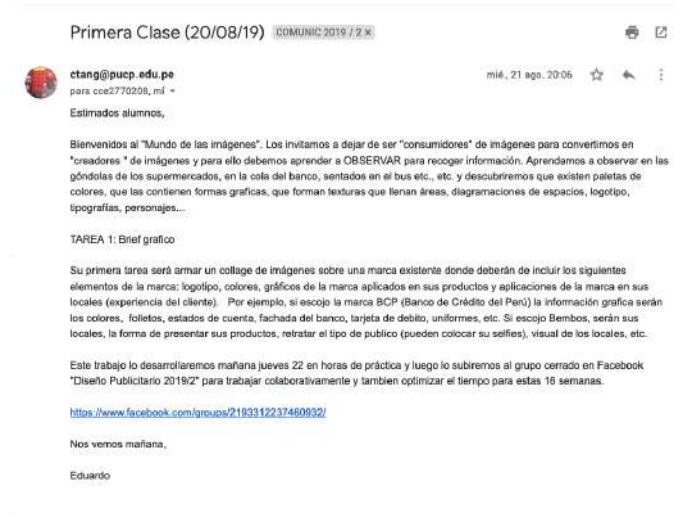 Primera Clase (20/08/19) COMUNIC 2019 / 2 x
ctang@pucp.edu.pe
mié., 21 ago. 20:06
para cce2770208, mí
Estimados alumnos,
Bienvenidos al "Mundo de las imágenes". Los invitamos a dejar de ser "consumidores" de imágenes para convertirnos en
"creadores " de imágenes y para ello debemos aprender a OBSERVAR para recoger información. Aprendamos a observar en las
góndolas de los supermercados, en la cola del banco, sentados en el bus etc., etc. y descubriremos que existen paletas de
colores, que las contienen formas graficas, que forman texturas que llenan áreas, diagramaciones de espacios, logotipo,
tipografías, personajes...
TAREA 1: Brief grafico
Su primera tarea será armar un collage de imágenes sobre una marca existente donde deberán de incluir los siguientes
elementos de la marca: logotipo, colores, gráficos de la marca aplicados en sus productos y aplicaciones de la marca en sus
locales (experiencia del cliente). Por ejemplo, si escojo la marca BCP (Banco de Crédito del Perú) la información grafica serán
los colores, folletos, estados de cuenta, fachada del banco, tarjeta de debito, uniformes, etc. Si escojo Bembos, serán sus
locales, la forma de presentar sus productos, retratar el tipo de publico (pueden colocar su selfies), visual de los locales, etc.
Este trabajo lo desarrollaremos mañana jueves 22 en horas de práctica y luego lo subiremos al grupo cerrado en Facebook
"Diseño Publicitario 2019/2" para trabajar colaborativamente y tambien optimizar el tiempo para estas 16 semanas.
https://www.facebook.com/groups/2193312237460932/
Nos vemos mañana,
Eduardo